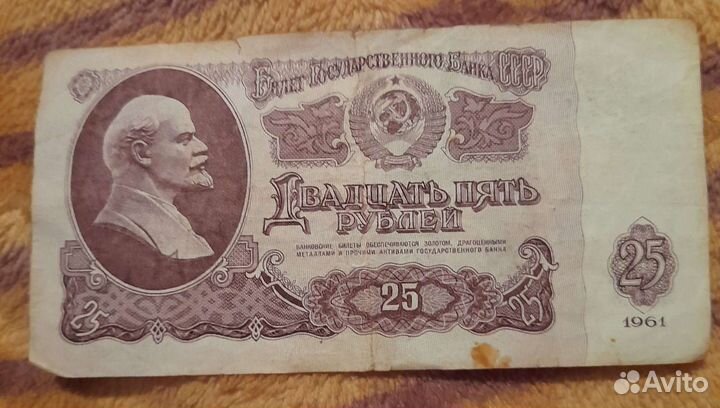 Билет Государственного Банка СССР
Двадцать пять
рублей
БАНКОВСКИЕ БИЛЕТЫ ОБЕСПЕЧИВАЮТСЯ ЗОЛОТОМ, ДРАГОЦЕННЫМИ
МЕТАЛЛАМИ И ПРОЧИМИ АКТИВАМИ ГОСУДАРСТВЕННОГО БАНКА
25
25
25
25
1961
Avito